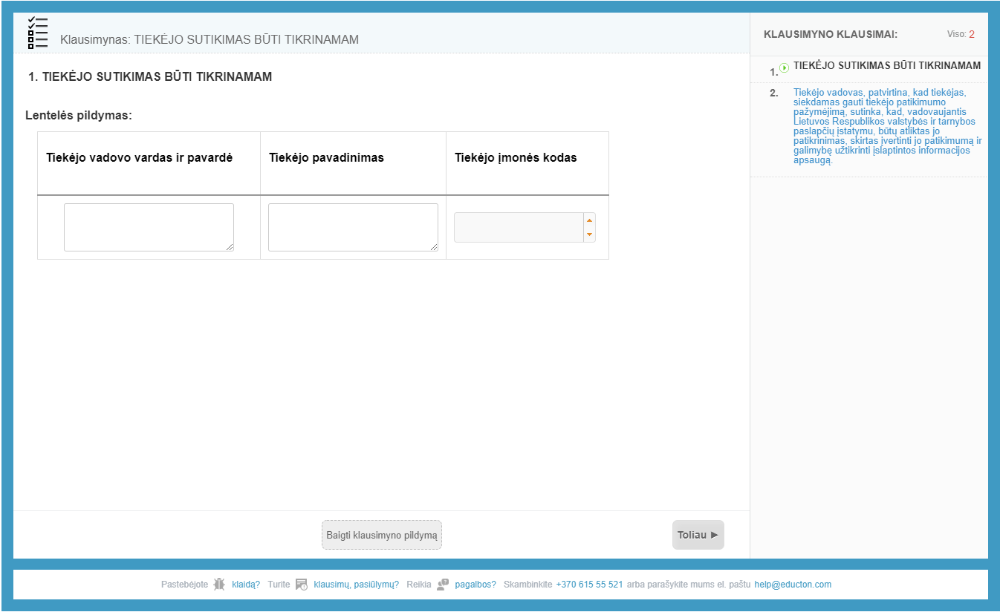 Klausimynas: TIEKĖJO SUTIKIMAS BŪTI TIKRINAMAM
1. TIEKĖJO SUTIKIMAS BŪTI TIKRINAMAM
Lentelės pildymas:
Tiekėjo vadovo vardas ir pavardė
Tiekėjo pavadinimas
Tiekėjo įmonės kodas
Baigti klausimyno pildymą
Toliau ►
KLAUSIMYNO KLAUSIMAI:
Viso: 2
1. TIEKĖJO SUTIKIMAS BŪTI TIKRINAMAM
2. Tiekėjo vadovas, patvirtina, kad tiekėjas,
siekdamas gauti tiekėjo patikimumo
pažymėjimą, sutinka, kad, vadovaujantis
Lietuvos Respublikos valstybės ir tarnybos
paslapčių įstatymu, būtų atliktas jo
patikrinimas, skirtas įvertinti jo patikimumą ir
galimybę užtikrinti įslaptintos informacijos
apsaugą.
Pastebėjote klaidą? Turite klausimų, pasiūlymų? Reikia pagalbos? Skambinkite +370 615 55 521 arba parašykite mums el. paštu help@educton.com